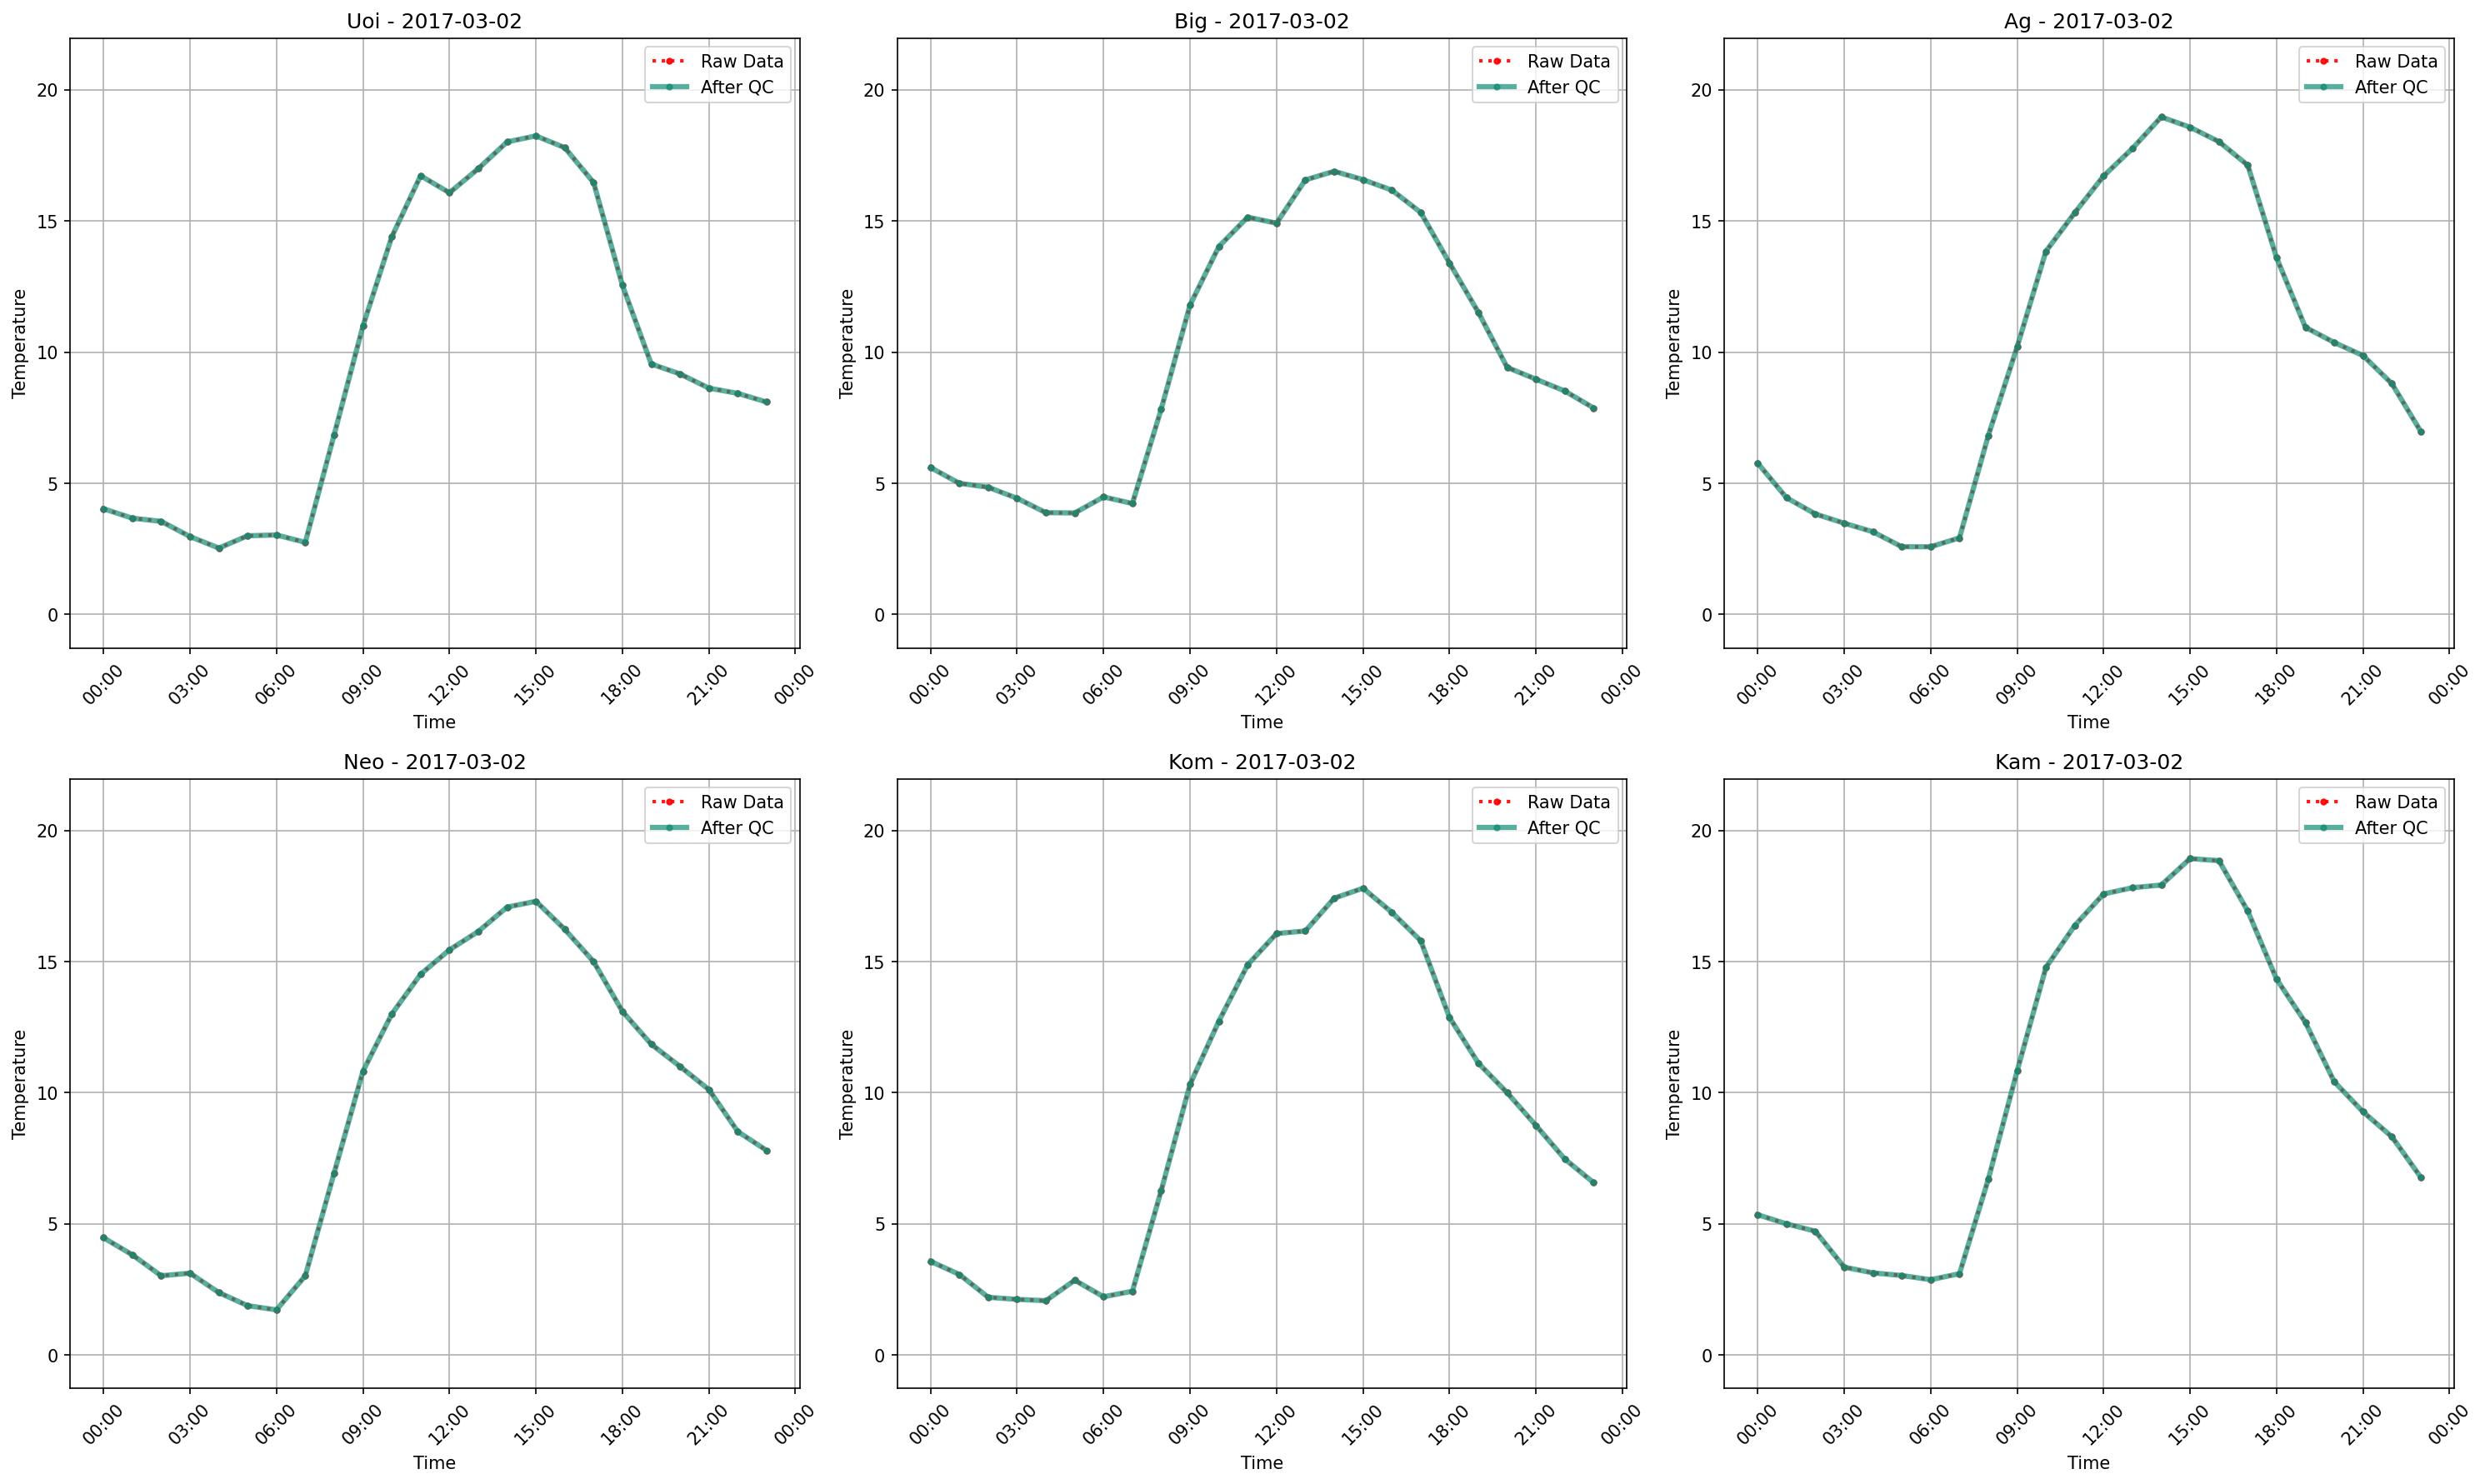 Uoi - 2017-03-02
Raw Data
After QC
Temperature
20
15
10
5
0
00:00
03:00
06:00
09:00
12:00
15:00
18:00
21:00
00:00
Time
Big - 2017-03-02
Raw Data
After QC
Temperature
20
15
10
5
0
00:00
03:00
06:00
09:00
12:00
15:00
18:00
21:00
00:00
Time
Ag - 2017-03-02
Raw Data
After QC
Temperature
20
15
10
5
0
00:00
03:00
06:00
09:00
12:00
15:00
18:00
21:00
00:00
Time
Neo - 2017-03-02
Raw Data
After QC
Temperature
20
15
10
5
0
00:00
03:00
06:00
09:00
12:00
15:00
18:00
21:00
00:00
Time
Kom - 2017-03-02
Raw Data
After QC
Temperature
20
15
10
5
0
00:00
03:00
06:00
09:00
12:00
15:00
18:00
21:00
00:00
Time
Kam - 2017-03-02
Raw Data
After QC
Temperature
20
15
10
5
0
00:00
03:00
06:00
09:00
12:00
15:00
18:00
21:00
00:00
Time